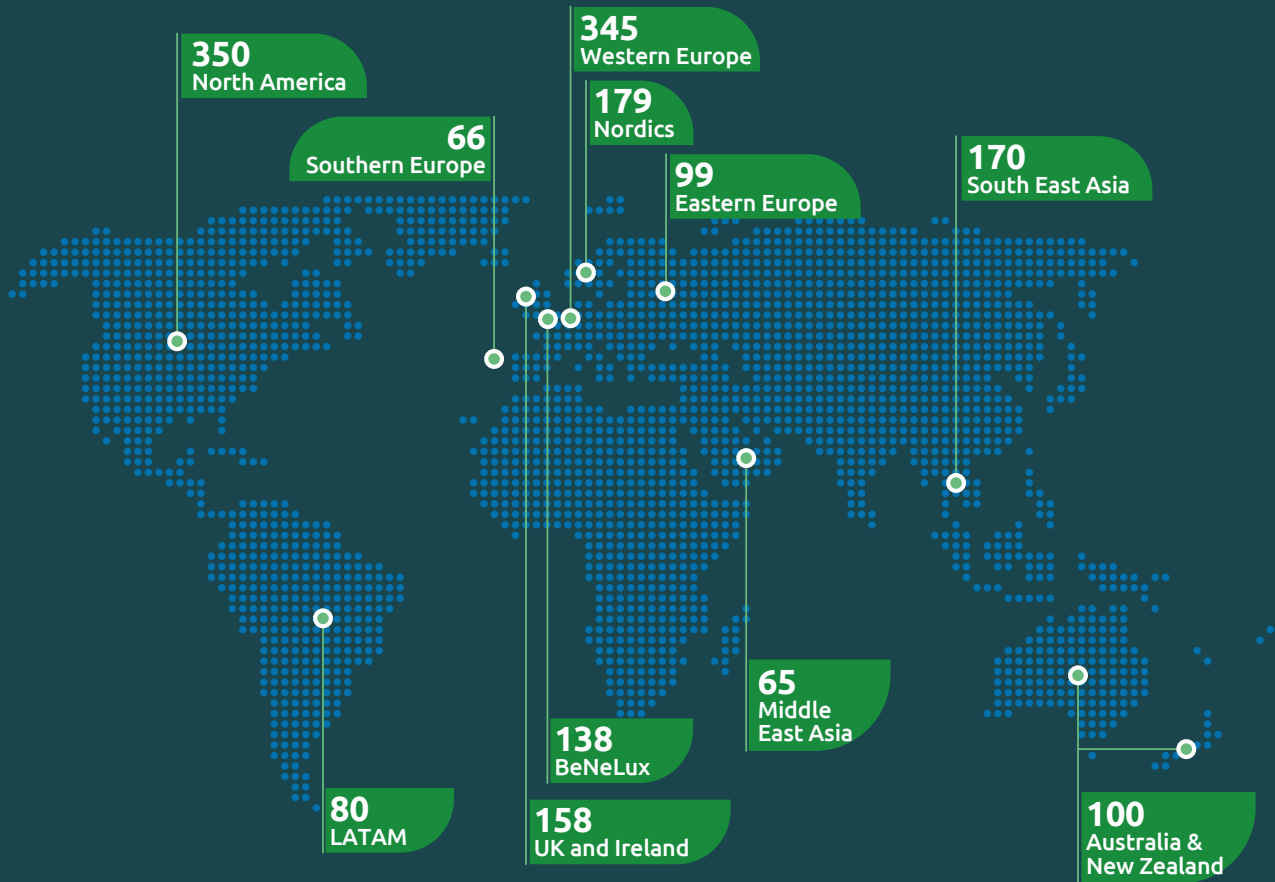 350
North America
345
Western Europe
179
Nordics
66
Southern Europe
99
Eastern Europe
170
South East Asia
65
Middle
East Asia
138
BeNeLux
80
LATAM
158
UK and Ireland
100
Australia &
New Zealand